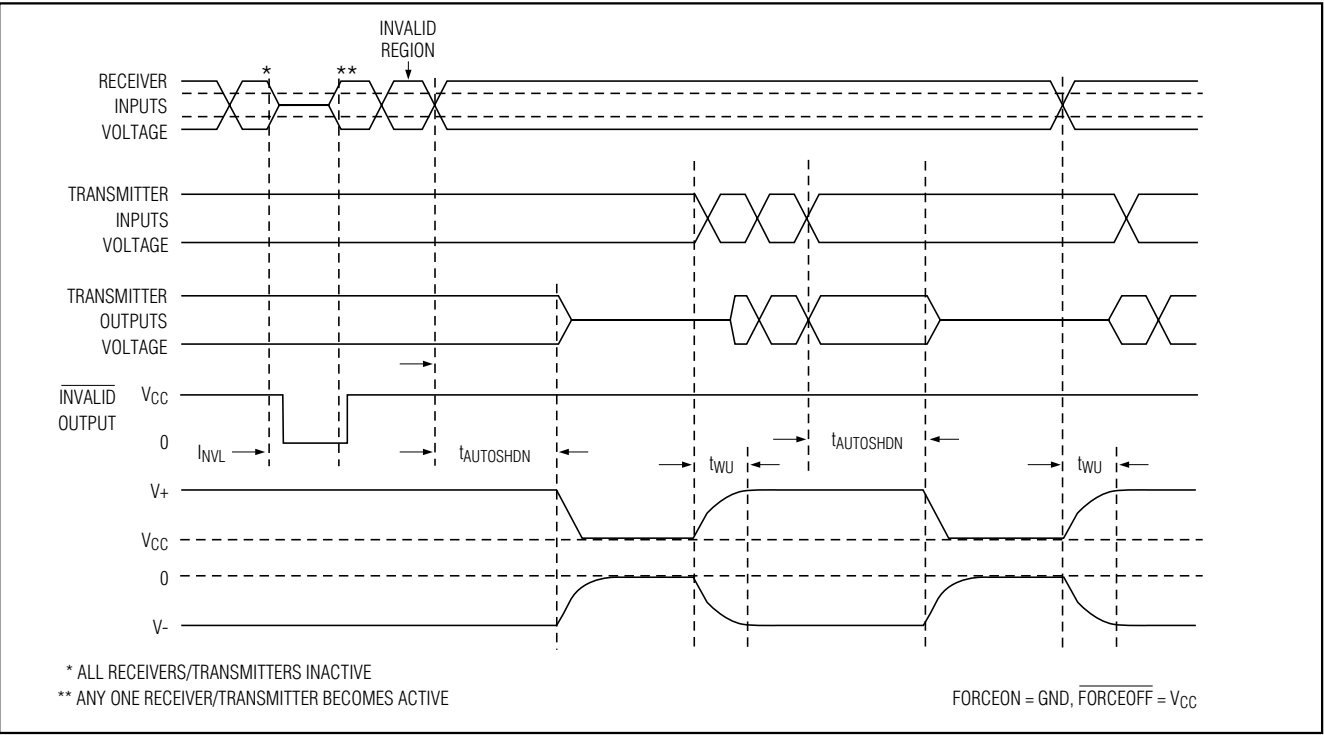 INVALID
REGION
*
**
RECEIVER
INPUTS
VOLTAGE
TRANSMITTER
INPUTS
VOLTAGE
TRANSMITTER
OUTPUTS
VOLTAGE
INVALID
OUTPUT
VCC
0
INVL
tAUTOSHDN
tWU
tAUTOSHDN
tWU
V+
VCC
0
V-
* ALL RECEIVERS/TRANSMITTERS INACTIVE
** ANY ONE RECEIVER/TRANSMITTER BECOMES ACTIVE
FORCEON = GND, FORCEOFF = VCC